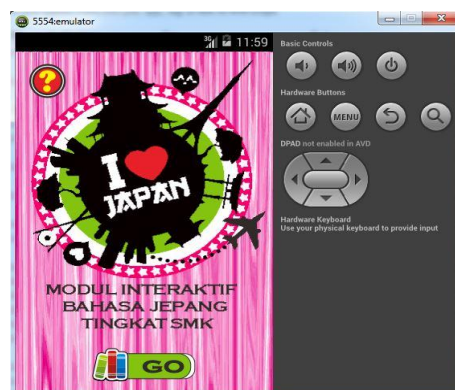 5554:emulator
3G 11:59
?
I
JAPAN
MODUL INTERAKTIF
BAHASA JEPANG
TINGKAT SMK
GO
Basic Controls
Hardware Buttons
MENU
DPAD not enabled in AVD
Hardware Keyboard
Use your physical keyboard to provide input